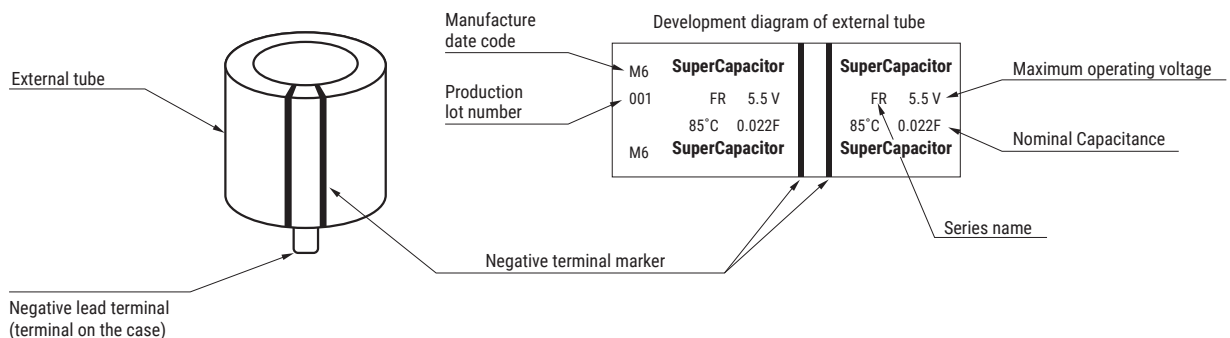 Manufacture
date code
Development diagram of external tube
External tube
M6 SuperCapacitor SuperCapacitor
Maximum operating voltage
Production
lot number
001 FR 5.5 V FR 5.5 V
85˚C 0.022F 85˚C 0.022F
Nominal Capacitance
M6 SuperCapacitor SuperCapacitor
Series name
Negative terminal marker
Negative lead terminal
(terminal on the case)